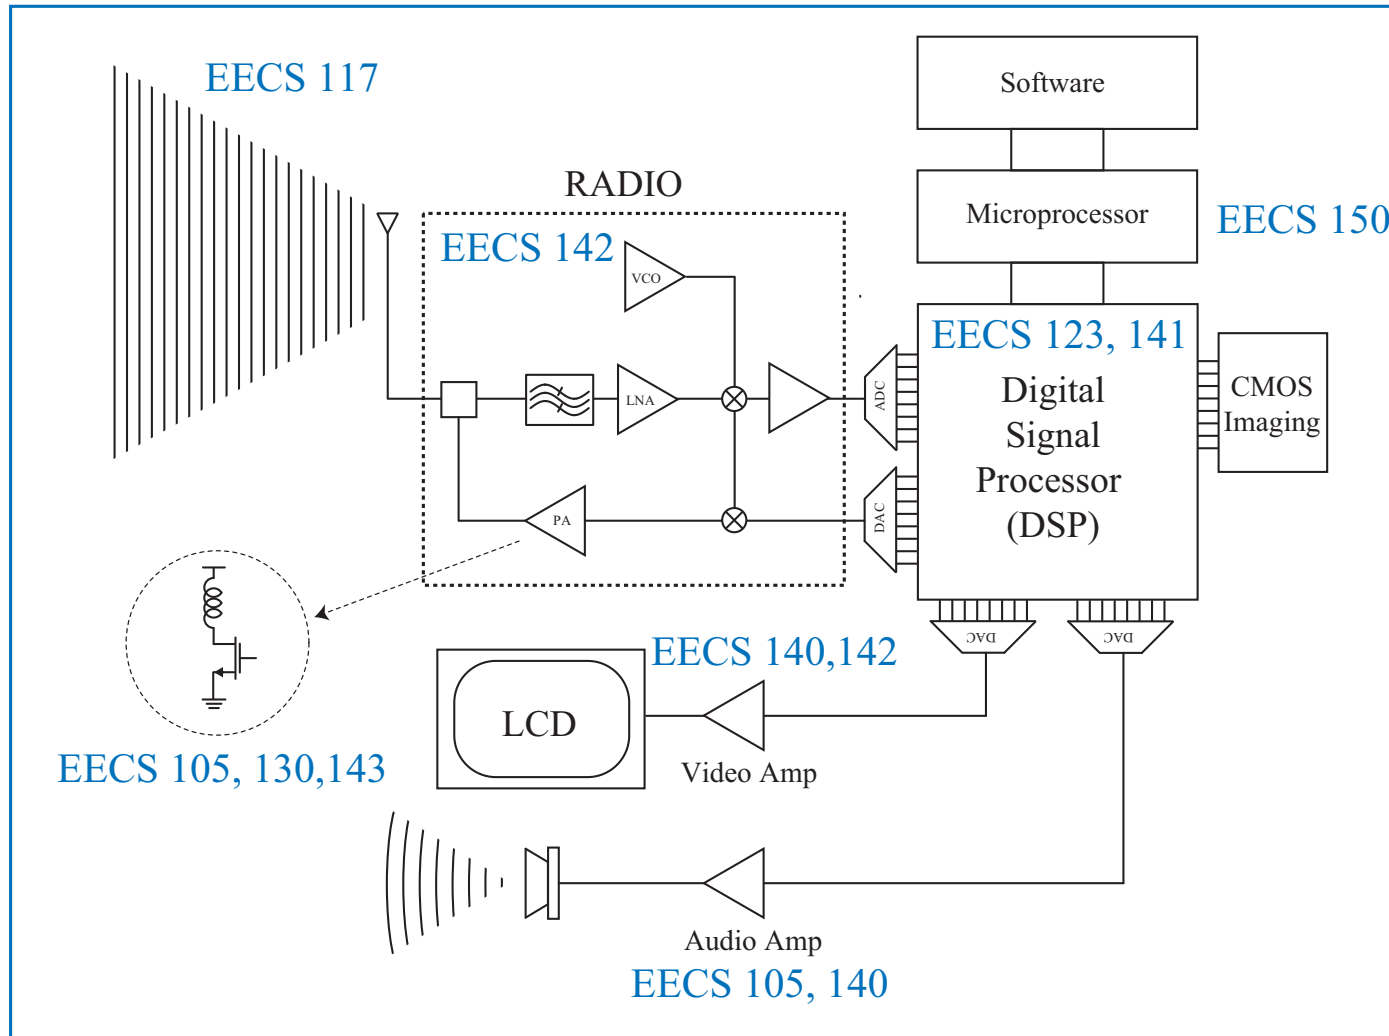 EECS 117
Software
RADIO
Microprocessor
EECS 150
EECS 142
VCO
EECS 123, 141
Digital
Signal
Processor
(DSP)
CMOS
Imaging
LNA
ADC
PA
DAC
DAC
DAC
EECS 140,142
LCD
Video Amp
EECS 105, 130,143
Audio Amp
EECS 105, 140